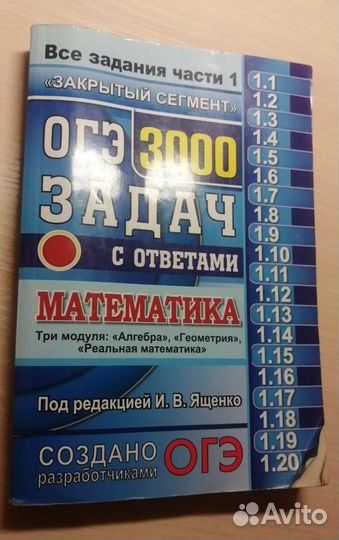 Все задания части 1
«ЗАКРЫТЫЙ СЕГМЕНТ»
ОГЭ 3000
ЗАДАЧ
С ОТВЕТАМИ
МАТЕМАТИКА
Три модуля: «Алгебра», «Геометрия»,
«Реальная математика»
Под редакцией И. В. Ященко
СОЗДАНО
разработчиками ОГЭ
1.1
1.2
1.3
1.4
1.5
1.6
1.7
1.8
1.9
1.10
1.11
1.12
1.13
1.14
1.15
1.16
1.17
1.18
1.19
1.20
Avito